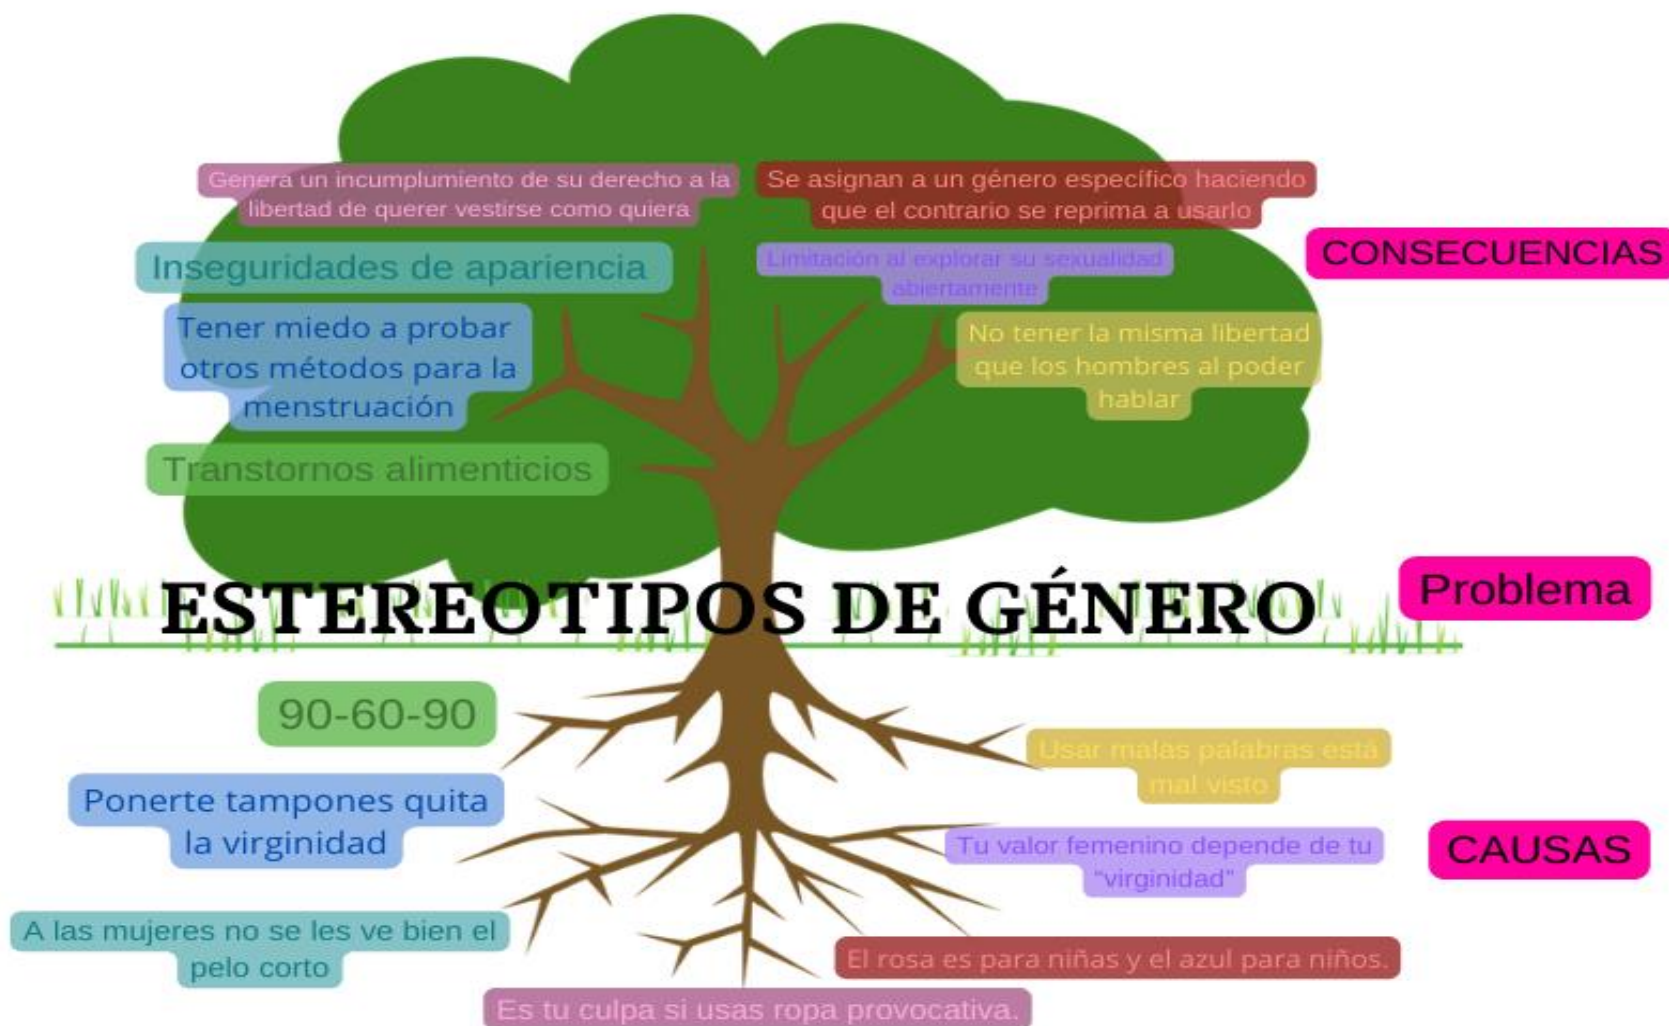 Genera un incumplumiento de su derecho a la
libertad de querer vestirse como quiera
Se asignan a un género específico haciendo
que el contrario se reprima a usarlo
CONSECUENCIAS
Inseguridades de apariencia
Limitación al explorar su sexualidad
abiertamente
Tener miedo a probar
otros métodos para la
menstruación
No tener la misma libertad
que los hombres al poder
hablar
Transtornos alimenticios
ESTEREOTIPOS DE GÉNERO
Problema
90-60-90
Usar malas palabras está
mal visto
Ponerte tampones quita
la virginidad
Tu valor femenino depende de tu
"virginidad"
CAUSAS
A las mujeres no se les ve bien el
pelo corto
El rosa es para niñas y el azul para niños.
Es tu culpa si usas ropa provocativa.